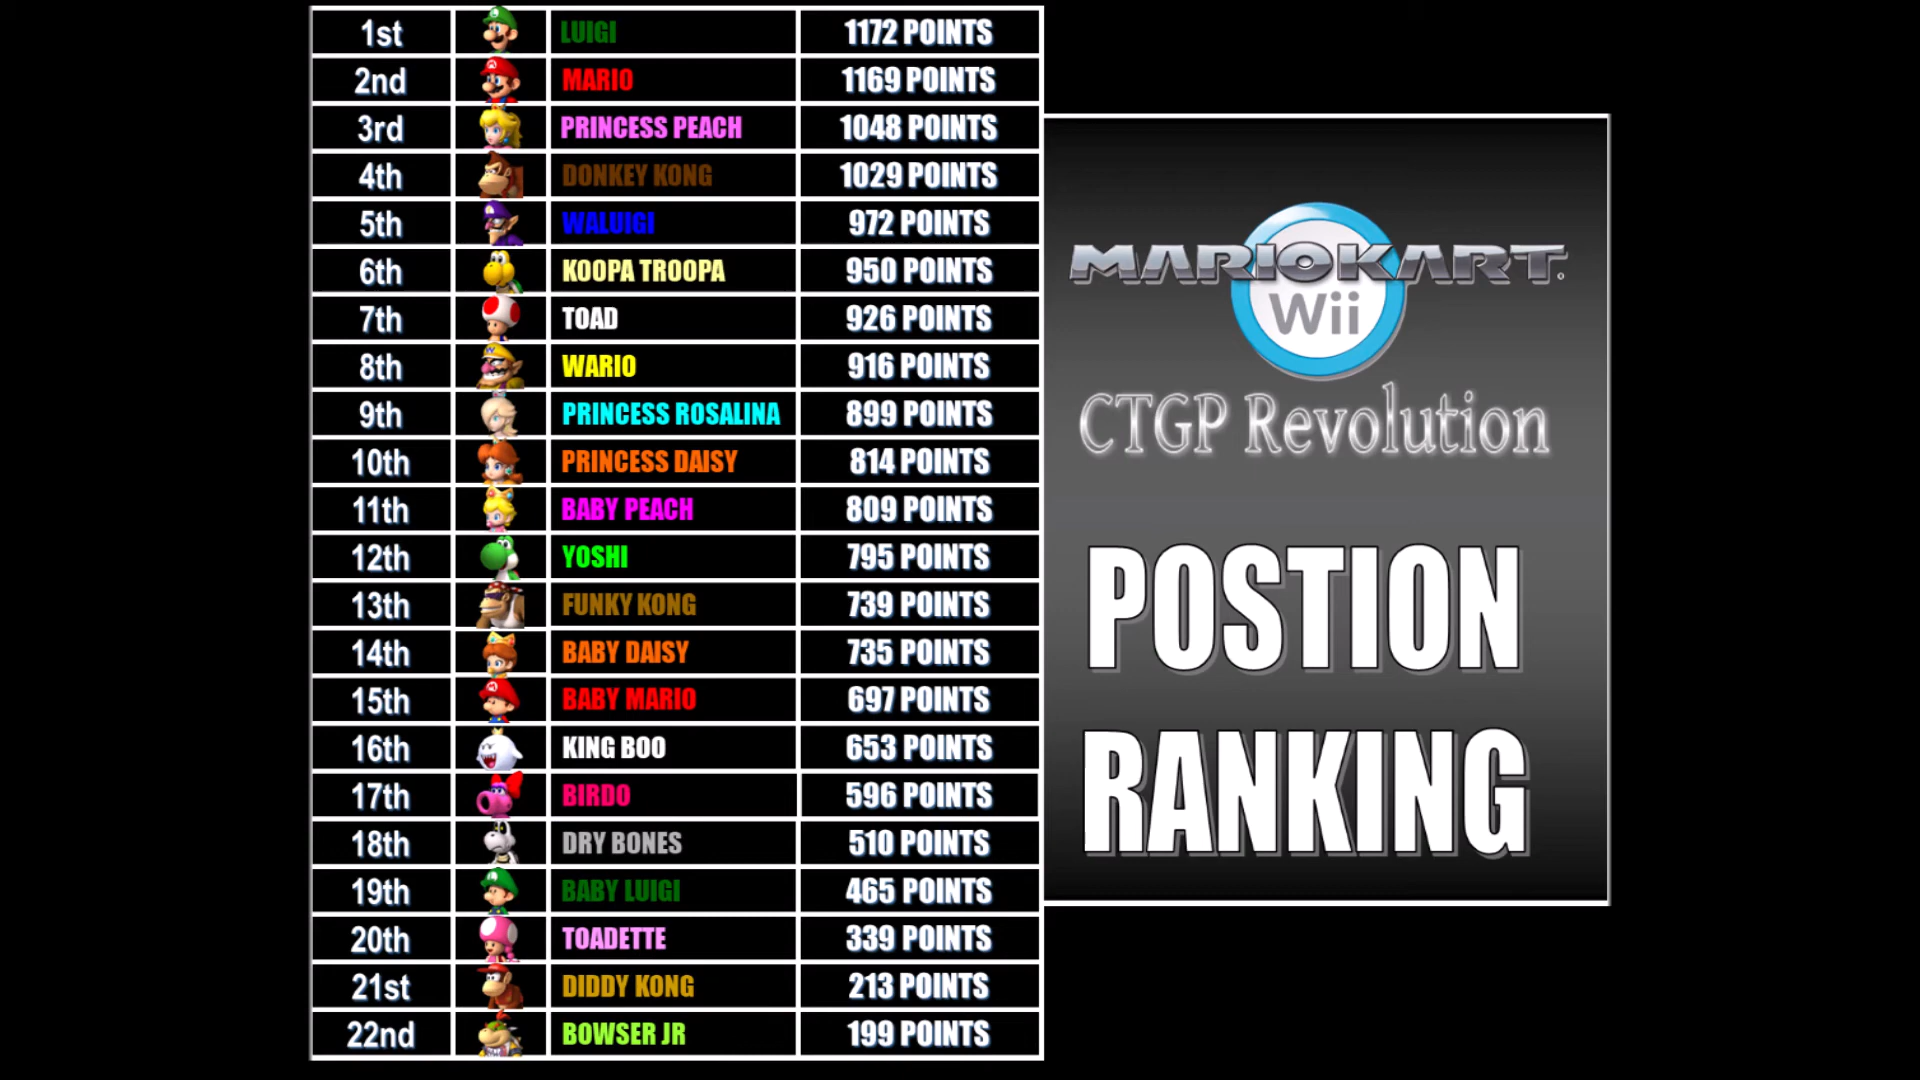 1st LUIGI 1172 POINTS
2nd MARIO 1169 POINTS
3rd PRINCESS PEACH 1048 POINTS
4th DONKEY KONG 1029 POINTS
5th WALUIGI 972 POINTS
6th KOOPA TROOPA 950 POINTS
7th TOAD 926 POINTS
8th WARIO 916 POINTS
9th PRINCESS ROSALINA 899 POINTS
10th PRINCESS DAISY 814 POINTS
11th BABY PEACH 809 POINTS
12th YOSHI 795 POINTS
13th FUNKY KONG 739 POINTS
14th BABY DAISY 735 POINTS
15th BABY MARIO 697 POINTS
16th KING BOO 653 POINTS
17th BIRDO 596 POINTS
18th DRY BONES 510 POINTS
19th BABY LUIGI 465 POINTS
20th TOADETTE 339 POINTS
21st DIDDY KONG 213 POINTS
22nd BOWSER JR 199 POINTS
MARIOKART.
Wii
CTGP Revolution
POSTION
RANKING